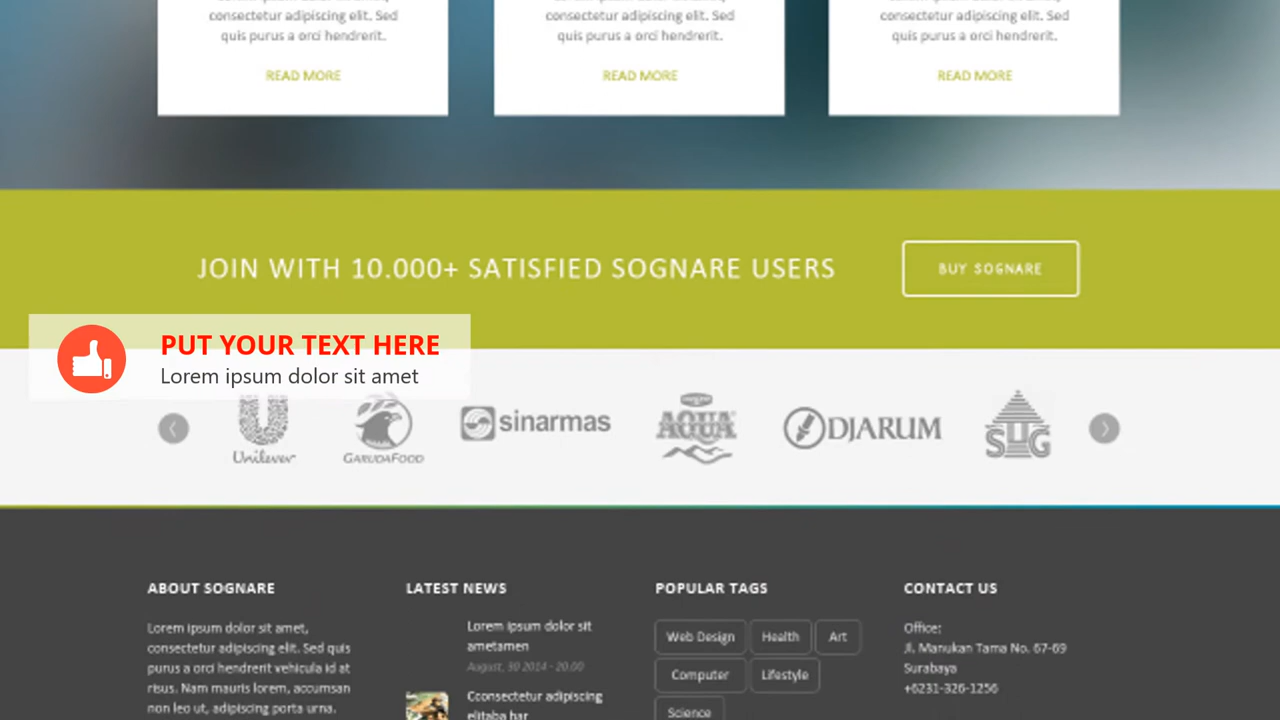 consectetur adipiscing elit. Sed
quis purus a orci hendrerit.
READ MORE
consectetur adipiscing elit. Sed
quis purus a orci hendrerit.
READ MORE
consectetur adipiscing elit. Sed
quis purus a orci hendrerit.
READ MORE
JOIN WITH 10.000+ SATISFIED SOGNARE USERS
BUY SOGNARE
PUT YOUR TEXT HERE
Lorem ipsum dolor sit amet
Unilever
GARUDAFOOD
sinarmas
AQUA
DJARUM
ABOUT SOGNARE
Lorem ipsum dolor sit amet,
consectetur adipiscing elit. Sed quis
purus a orci hendrerit vehicula id at
risus. Nam mauris lorem, accumsan
non leo ut, adipiscing porta urna.
LATEST NEWS
Lorem ipsum dolor sit
ametamen
August, 30 2014 - 20.00
Cconsectetur adipiscing
elitaba har
POPULAR TAGS
Web Design
Health
Art
Computer
Lifestyle
Science
CONTACT US
Office:
Jl. Manukan Tama No. 67-69
Surabaya
+6231-326-1256